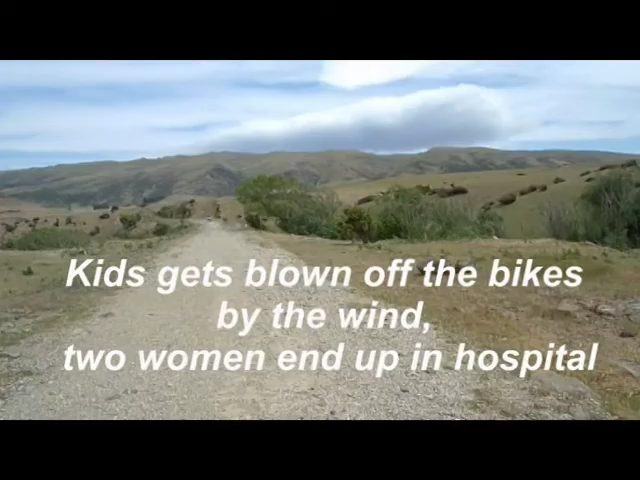 Kids gets blown off the bikes
by the wind,
two women end up in hospital